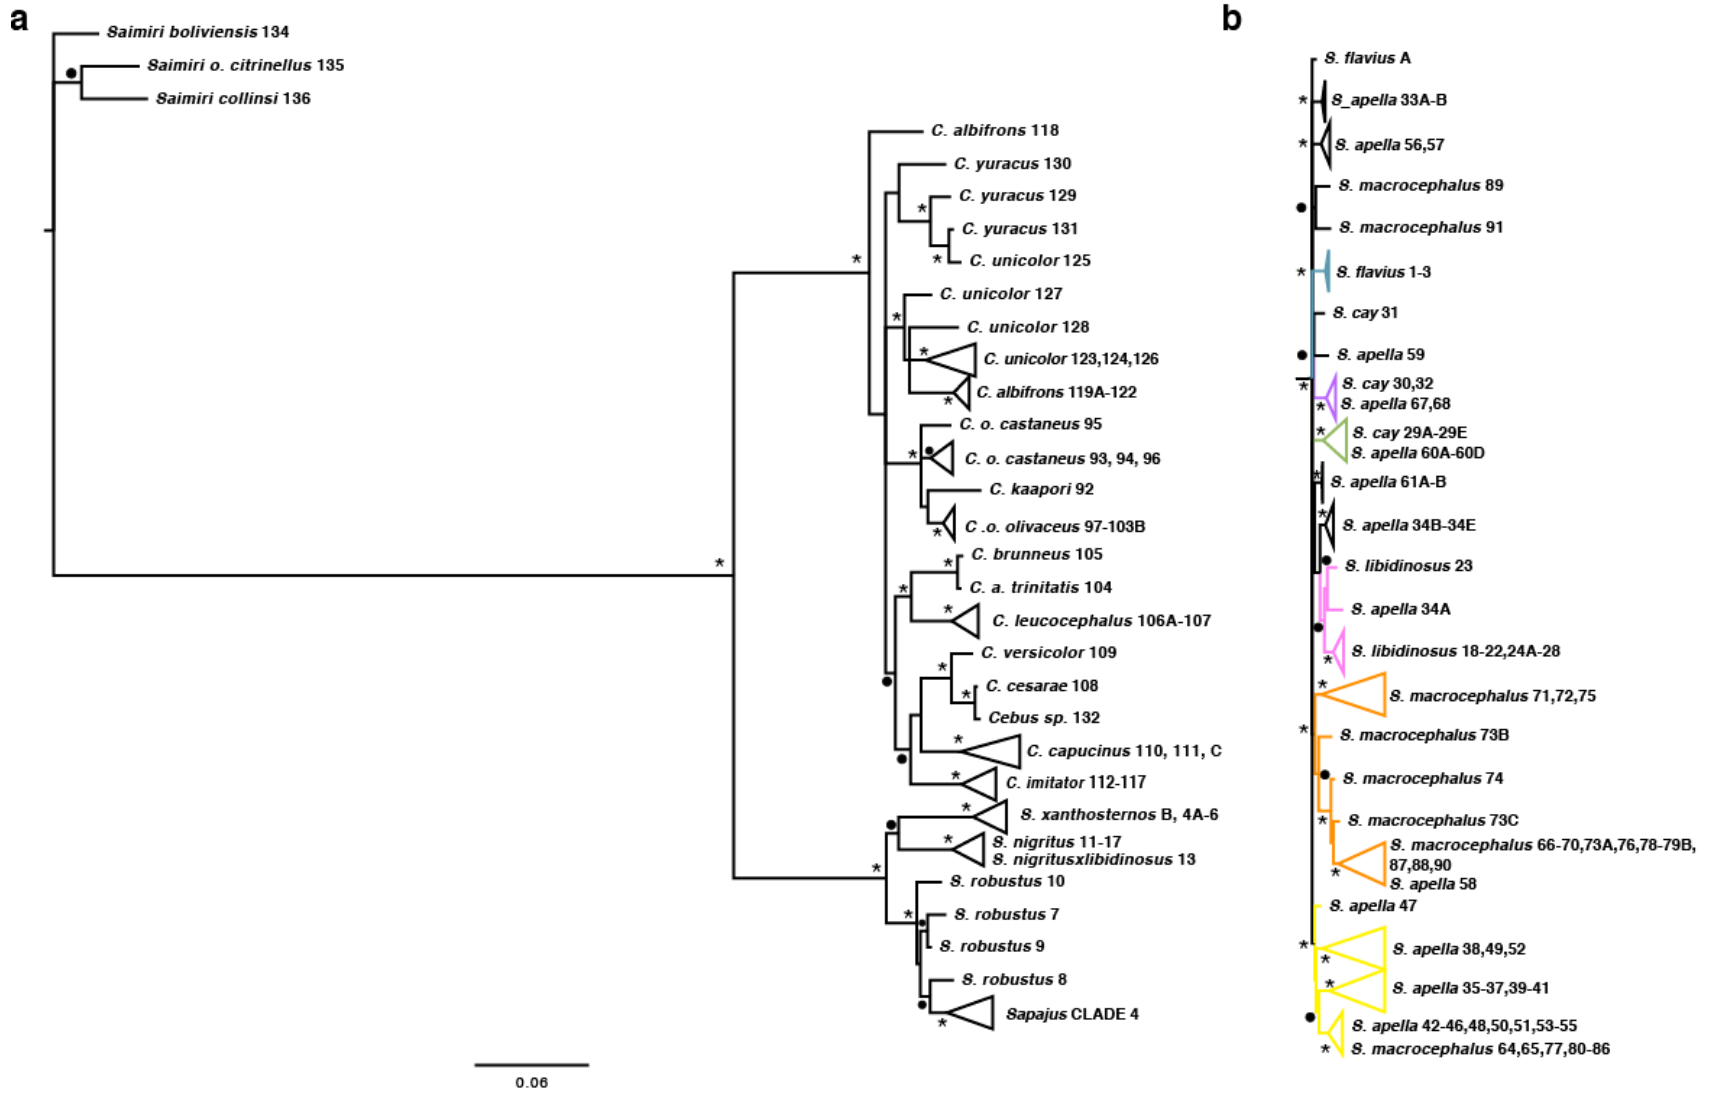 a
Saimiri boliviensis 134
Saimiri o. citrinellus 135
Saimiri collinsi 136
C. albifrons 118
C. yuracus 130
C. yuracus 129
*
C. yuracus 131
*
C. unicolor 125
*
C. unicolor 127
*
C. unicolor 128
*
C. unicolor 123,124,126
C. albifrons 119A-122
*
C. o. castaneus 95
*
C. o. castaneus 93, 94, 96
C. kaapori 92
C .o. olivaceus 97-103B
*
C. brunneus 105
*
*
C. a. trinitatis 104
*
*
C. leucocephalus 106A-107
C. versicolor 109
*
C. cesarae 108
*
Cebus sp. 132
*
C. capucinus 110, 111, C
*
C. imitator 112-117
*
S. xanthosternos B, 4A-6
*
S. nigritus 11-17
S. nigritusxlibidinosus 13
*
S. robustus 10
*
S. robustus 7
S. robustus 9
S. robustus 8
Sapajus CLADE 4
*
0.06
b
S. flavius A
*
S_apella 33A-B
*
S. apella 56,57
S. macrocephalus 89
S. macrocephalus 91
*
S. flavius 1-3
S. cay 31
S. apella 59
*
S. cay 30,32
*
S. apella 67,68
*
S. cay 29A-29E
S. apella 60A-60D
*
S. apella 61A-B
*
S. apella 34B-34E
S. libidinosus 23
S. apella 34A
S. libidinosus 18-22,24A-28
*
*
S. macrocephalus 71,72,75
*
S. macrocephalus 73B
S. macrocephalus 74
*
S. macrocephalus 73C
S. macrocephalus 66-70,73A,76,78-79B,
87,88,90
*
S. apella 58
S. apella 47
*
S. apella 38,49,52
*
*
S. apella 35-37,39-41
S. apella 42-46,48,50,51,53-55
*
S. macrocephalus 64,65,77,80-86